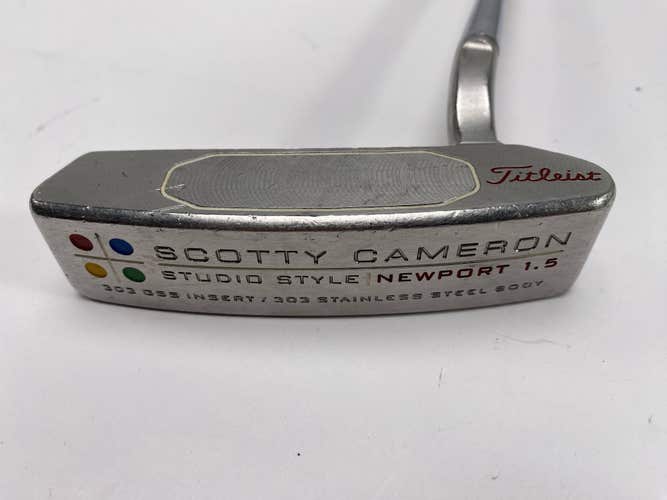 Titleist
SCOTTY CAMERON
STUDIO STYLE | NEWPORT 1.5
303 GSS INSERT / 303 STAINLESS STEEL BODY